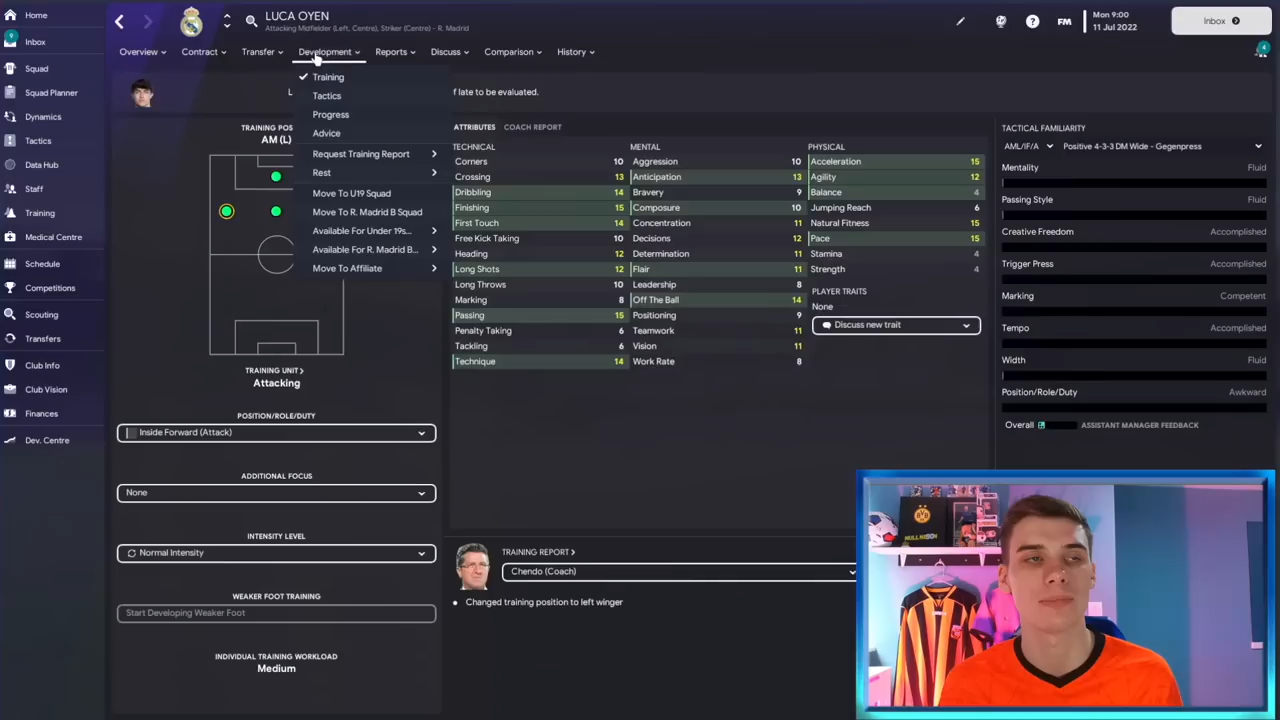 Home
Inbox
Squad
Squad Planner
Dynamics
Tactics
Data Hub
Staff
Training
Medical Centre
Schedule
Competitions
Scouting
Transfers
Club Info
Club Vision
Finances
Dev. Centre
LUCA OYEN
Attacking Midfielder (Left, Centre), Striker (Centre) - R. Madrid
FM
Mon 9:00
11 Jul 2022
Inbox
4
Overview
Contract
Transfer
Development
Reports
Discuss
Comparison
History
Training
Tactics
Progress
Advice
Request Training Report
Rest
Move To U19 Squad
Move To R. Madrid B Squad
Available For Under 19s...
Available For R. Madrid B...
Move To Affiliate
L
f late to be evaluated.
TRAINING POS
AM (L)
TRAINING UNIT
Attacking
POSITION/ROLE/DUTY
Inside Forward (Attack)
ADDITIONAL FOCUS
None
INTENSITY LEVEL
Normal Intensity
WEAKER FOOT TRAINING
Start Developing Weaker Foot
INDIVIDUAL TRAINING WORKLOAD
Medium
ATTRIBUTES COACH REPORT
TECHNICAL
Corners 10
Crossing 13
Dribbling 14
Finishing 15
First Touch 14
Free Kick Taking 10
Heading 12
Long Shots 12
Long Throws 10
Marking 8
Passing 15
Penalty Taking 6
Tackling 6
Technique 14
MENTAL
Aggression 10
Anticipation 13
Bravery 9
Composure 10
Concentration 11
Decisions 12
Determination 11
Flair 11
Leadership 8
Off The Ball 14
Positioning 9
Teamwork 11
Vision 11
Work Rate 8
PHYSICAL
Acceleration 15
Agility 12
Balance 4
Jumping Reach 6
Natural Fitness 15
Pace 15
Stamina 4
Strength 4
PLAYER TRAITS
None
Discuss new trait
TACTICAL FAMILIARITY
AML/IF/A Positive 4-3-3 DM Wide - Gegenpress
Mentality Fluid
Passing Style Fluid
Creative Freedom Accomplished
Trigger Press Accomplished
Marking Competent
Tempo Accomplished
Width Fluid
Position/Role/Duty Awkward
Overall ASSISTANT MANAGER FEEDBACK
TRAINING REPORT
Chendo (Coach)
Changed training position to left winger
BVB
09